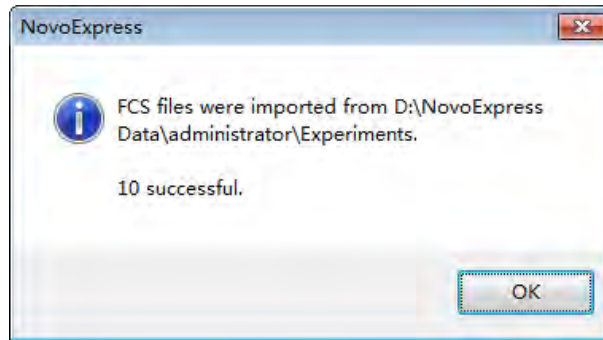 NovoExpress
FCS files were imported from D:\NovoExpress
Data\administrator\Experiments.
10 successful.
OK